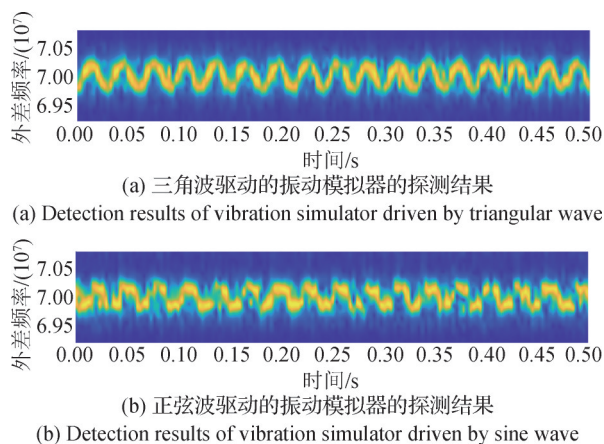 外差频率/(10⁷)
7.05
7.00
6.95
0.00 0.05 0.10 0.15 0.20 0.25 0.30 0.35 0.40 0.45 0.50
时间/s
(a) 三角波驱动的振动模拟器的探测结果
(a) Detection results of vibration simulator driven by triangular wave
外差频率/(10⁷)
7.05
7.00
6.95
0.00 0.05 0.10 0.15 0.20 0.25 0.30 0.35 0.40 0.45 0.50
时间/s
(b) 正弦波驱动的振动模拟器的探测结果
(b) Detection results of vibration simulator driven by sine wave